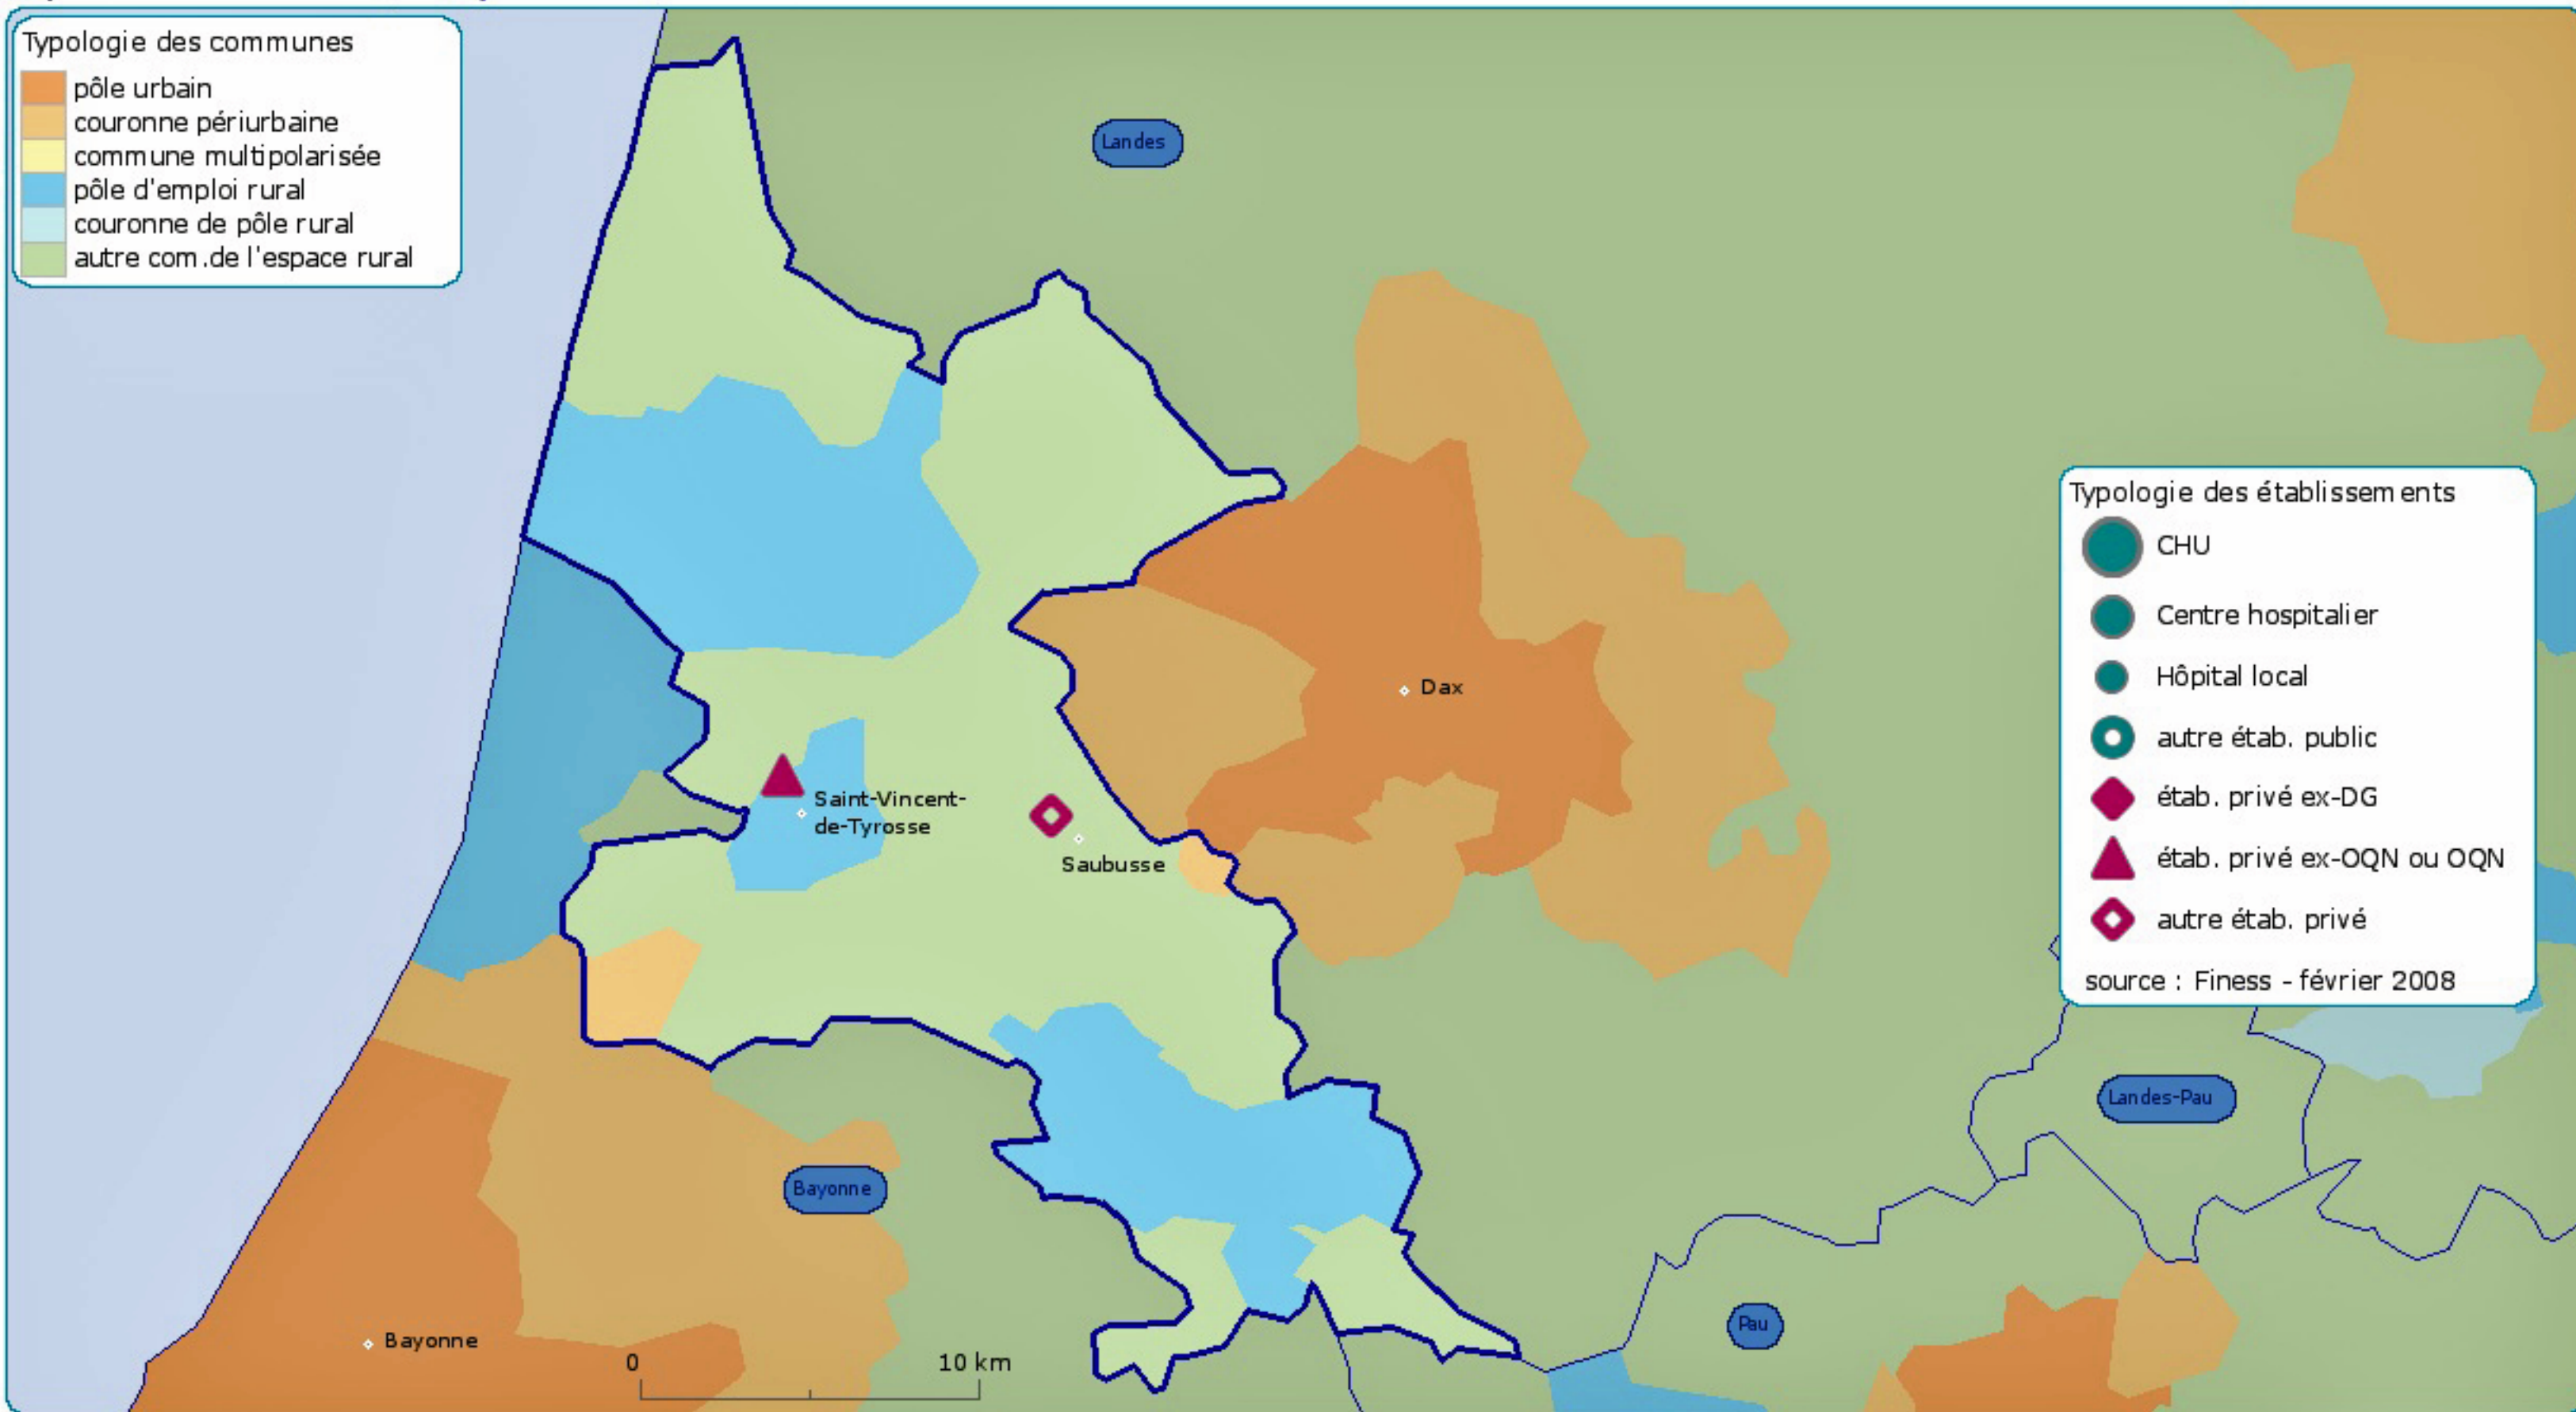 Typologie des communes
pôle urbain
couronne périurbaine
commune multipolarisée
pôle d'emploi rural
couronne de pôle rural
autre com.de l'espace rural
Landes
Typologie des établissements
CHU
Centre hospitalier
Hôpital local
autre étab. public
étab. privé ex-DG
étab. privé ex-OQN ou OQN
autre étab. privé
source : Finess - février 2008
Dax
Saint-Vincent-
de-Tyrosse
Saubusse
Landes-Pau
Bayonne
Pau
Bayonne
0 10 km